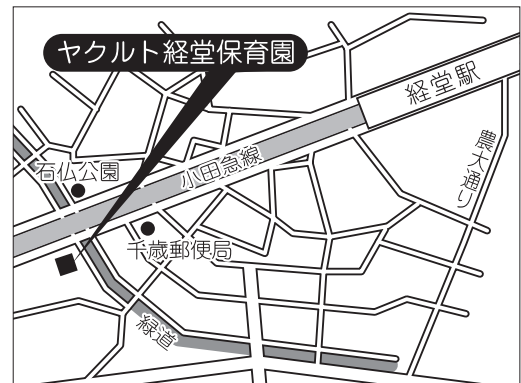 ヤクルト経堂保育園
経堂駅
農大通り
小田急線
石仏公園
千歳郵便局
緑道